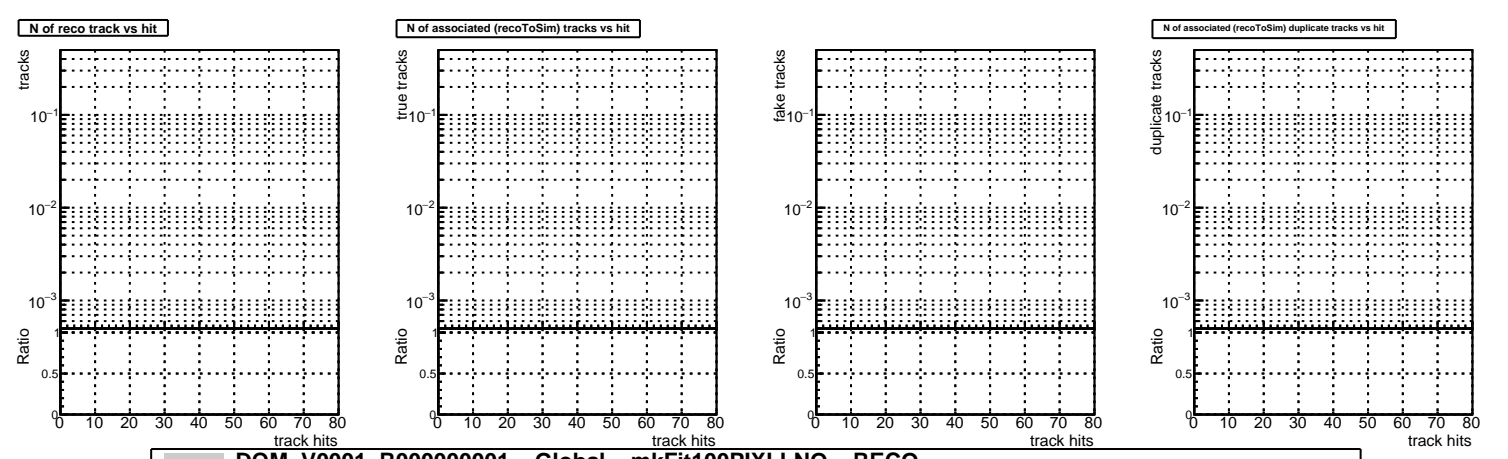 N of reco track vs hit
tracks
10⁻¹
10⁻²
10⁻³
Ratio
1
0.5
0
0 10 20 30 40 50 60 70 80
track hits
N of associated (recoToSim) tracks vs hit
true tracks
10⁻¹
10⁻²
10⁻³
Ratio
1
0.5
0
0 10 20 30 40 50 60 70 80
track hits
fake tracks
10⁻¹
10⁻²
10⁻³
Ratio
1
0.5
0
0 10 20 30 40 50 60 70 80
track hits
N of associated (recoToSim) duplicate tracks vs hit
duplicate tracks
10⁻¹
10⁻²
10⁻³
Ratio
1
0.5
0
0 10 20 30 40 50 60 70 80
track hits
DQM V0001 R000000001 Global RECO